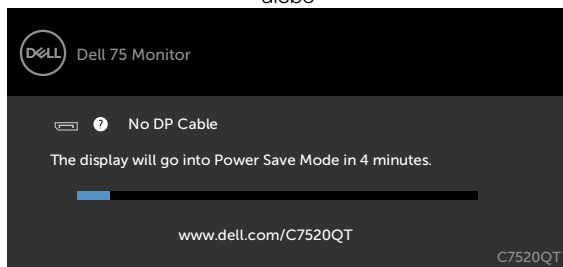 alebo
DELL
Dell 75 Monitor
? No DP Cable
The display will go into Power Save Mode in 4 minutes.
www.dell.com/C7520QT
C7520QT